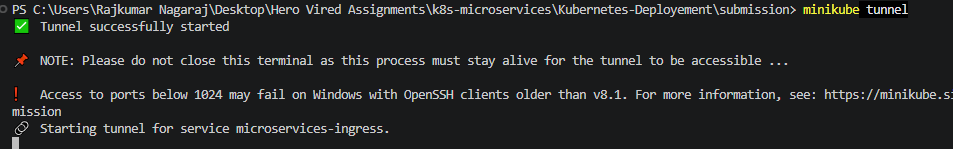 PS C:\Users\Rajkumar Nagaraj\Desktop\Hero Vired Assignments\k8s-microservices\Kubernetes-Deployement\submission> minikube tunnel
Tunnel successfully started
NOTE: Please do not close this terminal as this process must stay alive for the tunnel to be accessible ...
! Access to ports below 1024 may fail on Windows with OpenSSH clients older than v8.1. For more information, see: https://minikube.si
mission
Starting tunnel for service microservices-ingress.